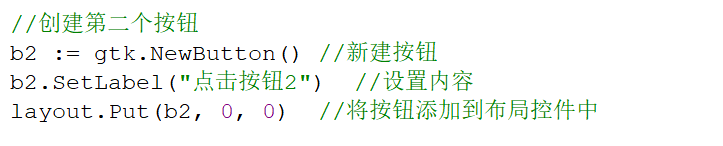 //创建第二个按钮
b2 := gtk.NewButton() //新建按钮
b2.SetLabel("点击按钮2")  //设置内容
layout.Put(b2, 0, 0)  //将按钮添加到布局控件中